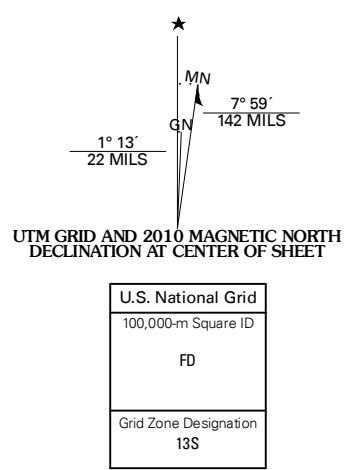 ★
MN
7° 59´
142 MILS
GN
1° 13´
22 MILS
UTM GRID AND 2010 MAGNETIC NORTH
DECLINATION AT CENTER OF SHEET
U.S. National Grid
100,000-m Square ID
FD
Grid Zone Designation
13S